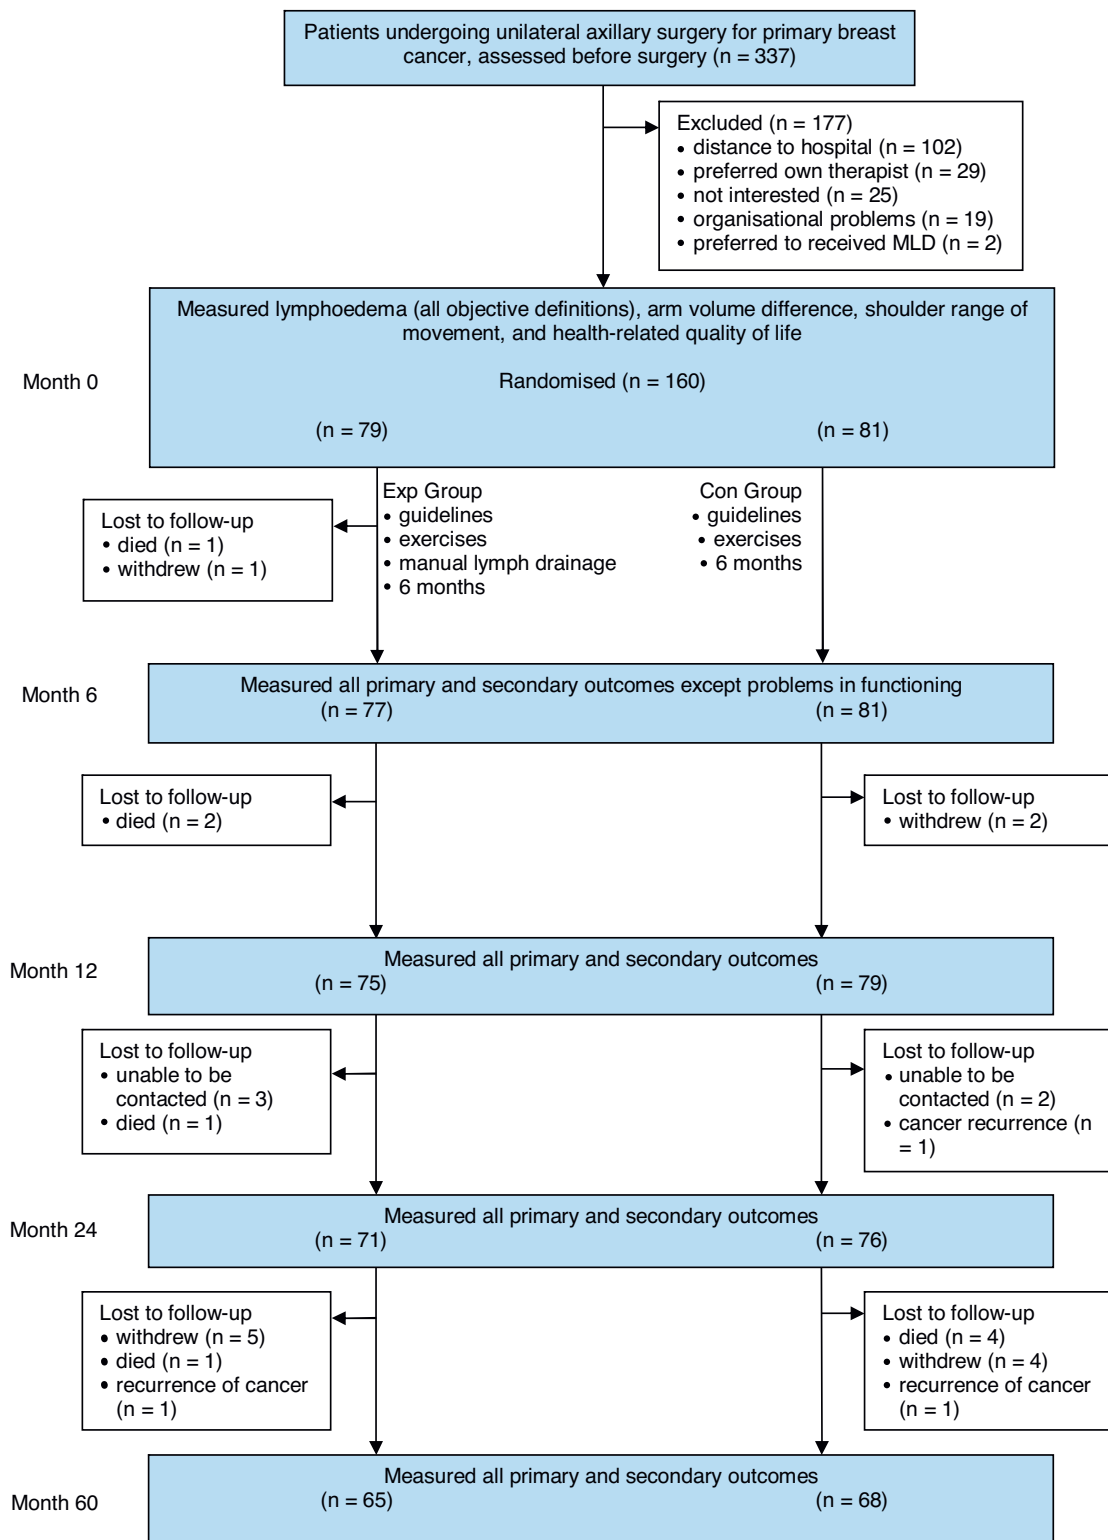 Patients undergoing unilateral axillary surgery for primary breast
cancer, assessed before surgery (n = 337)
Excluded (n = 177)
• distance to hospital (n = 102)
• preferred own therapist (n = 29)
• not interested (n = 25)
• organisational problems (n = 19)
• preferred to received MLD (n = 2)
Measured lymphoedema (all objective definitions), arm volume difference, shoulder range of
movement, and health-related quality of life
Month 0
Randomised (n = 160)
(n = 79)
(n = 81)
Lost to follow-up
• died (n = 1)
• withdrew (n = 1)
Exp Group
• guidelines
• exercises
• manual lymph drainage
• 6 months
Con Group
• guidelines
• exercises
• 6 months
Month 6
Measured all primary and secondary outcomes except problems in functioning
(n = 77)
(n = 81)
Lost to follow-up
• died (n = 2)
Lost to follow-up
• withdrew (n = 2)
Month 12
Measured all primary and secondary outcomes
(n = 75)
(n = 79)
Lost to follow-up
• unable to be
contacted (n = 3)
• died (n = 1)
Lost to follow-up
• unable to be
contacted (n = 2)
• cancer recurrence (n
= 1)
Month 24
Measured all primary and secondary outcomes
(n = 71)
(n = 76)
Lost to follow-up
• withdrew (n = 5)
• died (n = 1)
• recurrence of cancer
(n = 1)
Lost to follow-up
• died (n = 4)
• withdrew (n = 4)
• recurrence of cancer
(n = 1)
Month 60
Measured all primary and secondary outcomes
(n = 65)
(n = 68)